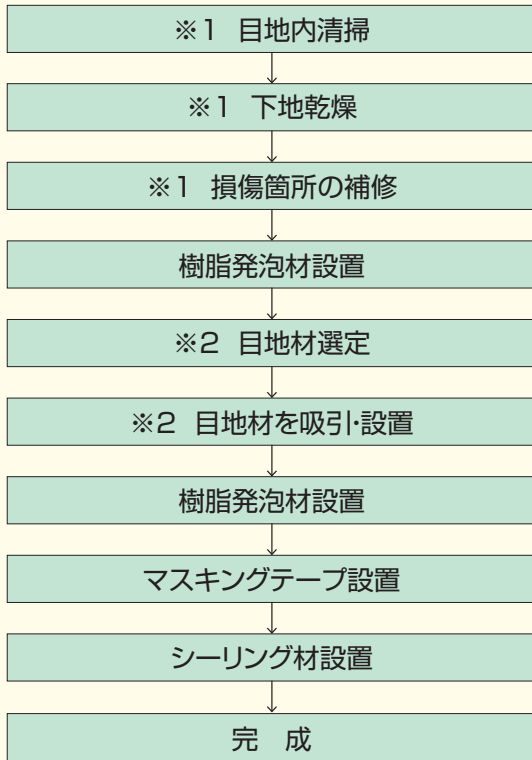 ※1 目地内清掃
※1 下地乾燥
※1 損傷箇所の補修
樹脂発泡材設置
※2 目地材選定
※2 目地材を吸引・設置
樹脂発泡材設置
マスキングテープ設置
シーリング材設置
完　成